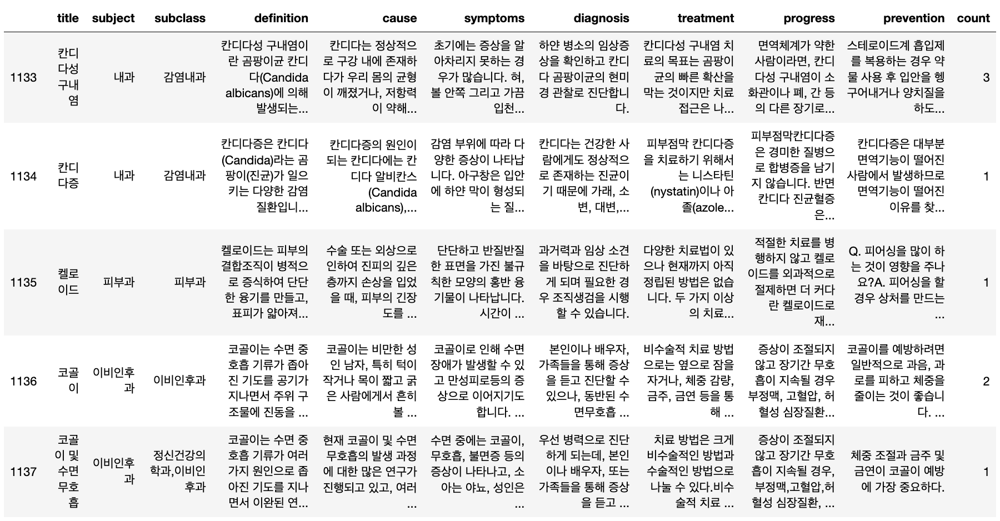 title subject subclass definition cause symptoms diagnosis treatment progress prevention count
1133
칸디
다성
구내
염
내과
감염내과
칸디다성 구내염이
란 곰팡이균 칸디
다(Candida
albicans)에 의해
발생되는...
칸디다는 정상적으
로 구강 내에 존재하
다가 우리 몸의 균형
이 깨졌거나, 저항력
이 약해...
초기에는 증상을 알
아차리지 못하는 경
우가 많습니다. 혀,
볼 안쪽 그리고 가끔
입천...
하얀 병소의 임상증
상을 확인하고 칸디
다 곰팡이균의 현미
경 관찰로 진단합니
다.
칸디다성 구내염 치
료의 목표는 곰팡이
균의 빠른 확산을
막는 것이지만 치료
접근은 나...
면역체계가 약한
사람이라면, 칸디
다성 구내염이 소
화관이나 폐, 간 등
의 다른 장기로...
스테로이드계 흡입제
를 복용하는 경우 약
물 사용 후 입안을 헹
구어내거나 양치질을
하도...
3
1134
칸디
다증
내과
감염내과
칸디다증은 칸디다
(Candida)라는 곰
팡이(진균)가 일으
키는 다양한 감염
질환입니...
칸디다증의 원인이
되는 칸디다에는 칸
디다 알비칸스
(Candida
albicans),...
감염 부위에 따라 다
양한 증상이 나타납
니다. 아구창은 입안
에 하얀 막이 형성되
는 질...
칸디다는 건강한 사
람에게도 정상적으
로 존재하는 진균이
기 때문에 가래, 소
변, 대변,...
피부점막 칸디다증
을 치료하기 위해서
는 니스타틴
(nystatin)이나 아
졸(azole...
피부점막칸디다증
은 경미한 질병으
로 합병증을 남기
지 않습니다. 반면
칸디다 진균혈증
은...
칸디다증은 대부분
면역기능이 떨어진
사람에서 발생하므로
면역기능이 떨어진
이유를 찾...
1
1135
켈로
이드
피부과
피부과
켈로이드는 피부의
결합조직이 병적으
로 증식하여 단단
한 융기를 만들고,
표피가 얇아져...
수술 또는 외상으로
인하여 진피의 깊은
층까지 손상을 입었
을 때, 피부의 긴장
도를 ...
단단하고 반질반질
한 표면을 가진 불규
칙한 모양의 홍반 융
기물이 나타납니다.
시간이 ...
과거력과 임상 소견
을 바탕으로 진단하
게 되며 필요한 경
우 조직생검을 시행
할 수 있습니다.
다양한 치료법이 있
으나 현재까지 아직
정립된 방법은 없습
니다. 두 가지 이상
의 치료...
적절한 치료를 병
행하지 않고 켈로
이드를 외과적으로
절제하면 더 커다
란 켈로이드로
재...
Q. 피어싱을 많이 하
는 것이 영향을 주나
요?A. 피어싱을 할
경우 상처를 만드는
...
1
1136
코골
이
이비인후
과
이비인후과
코골이는 수면 중
호흡 기류가 좁아
진 기도를 공기가
지나면서 주위 구
조물에 진동을 ...
코골이는 비만한 성
인 남자, 특히 턱이
작거나 목이 짧고 굵
은 사람에게서 흔히
볼 ...
코골이로 인해 수면
장애가 발생할 수 있
고 만성피로등의 증
상으로 이어지기도
합니다. ...
본인이나 배우자,
가족들을 통해 증상
을 듣고 진단할 수
있으나, 동반된 수
면무호흡 ...
비수술적 치료 방법
으로는 옆으로 잠을
자거나, 체중 감량,
금주, 금연 등을 통
해 ...
증상이 조절되지
않고 장기간 무호
흡이 지속될 경우
부정맥, 고혈압, 허
혈성 심장질환...
코골이를 예방하려면
일반적으로 과음, 과
로를 피하고 체중을
줄이는 것이 좋습니
다. ...
2
1137
코골
이 및
수면
무호
흡
이비인후
과
정신건강의
학과,이비인
후과
코골이는 수면 중
호흡 기류가 여러
가지 원인으로 좁
아진 기도를 지나
면서 이완된 연...
현재 코골이 및 수면
무호흡의 발생 과정
에 대한 많은 연구가
진행되고 있고, 여러
...
수면 중에는 코골이,
무호흡, 불면증 등의
증상이 나타나고, 소
아는 야뇨, 성인은
...
우선 병력으로 진단
하게 되는데, 본인
이나 배우자, 또는
가족들을 통해 증상
을 듣고 ...
치료 방법은 크게
비수술적인 방법과
수술적인 방법으로
나눌 수 있다.비수
술적 치료 ...
증상이 조절되지
않고 장기간 무호
흡이 지속될 경우,
부정맥,고혈압,허
혈성 심장질환, ...
체중 조절과 금주 및
금연이 코골이 예방
에 가장 중요하다.
1